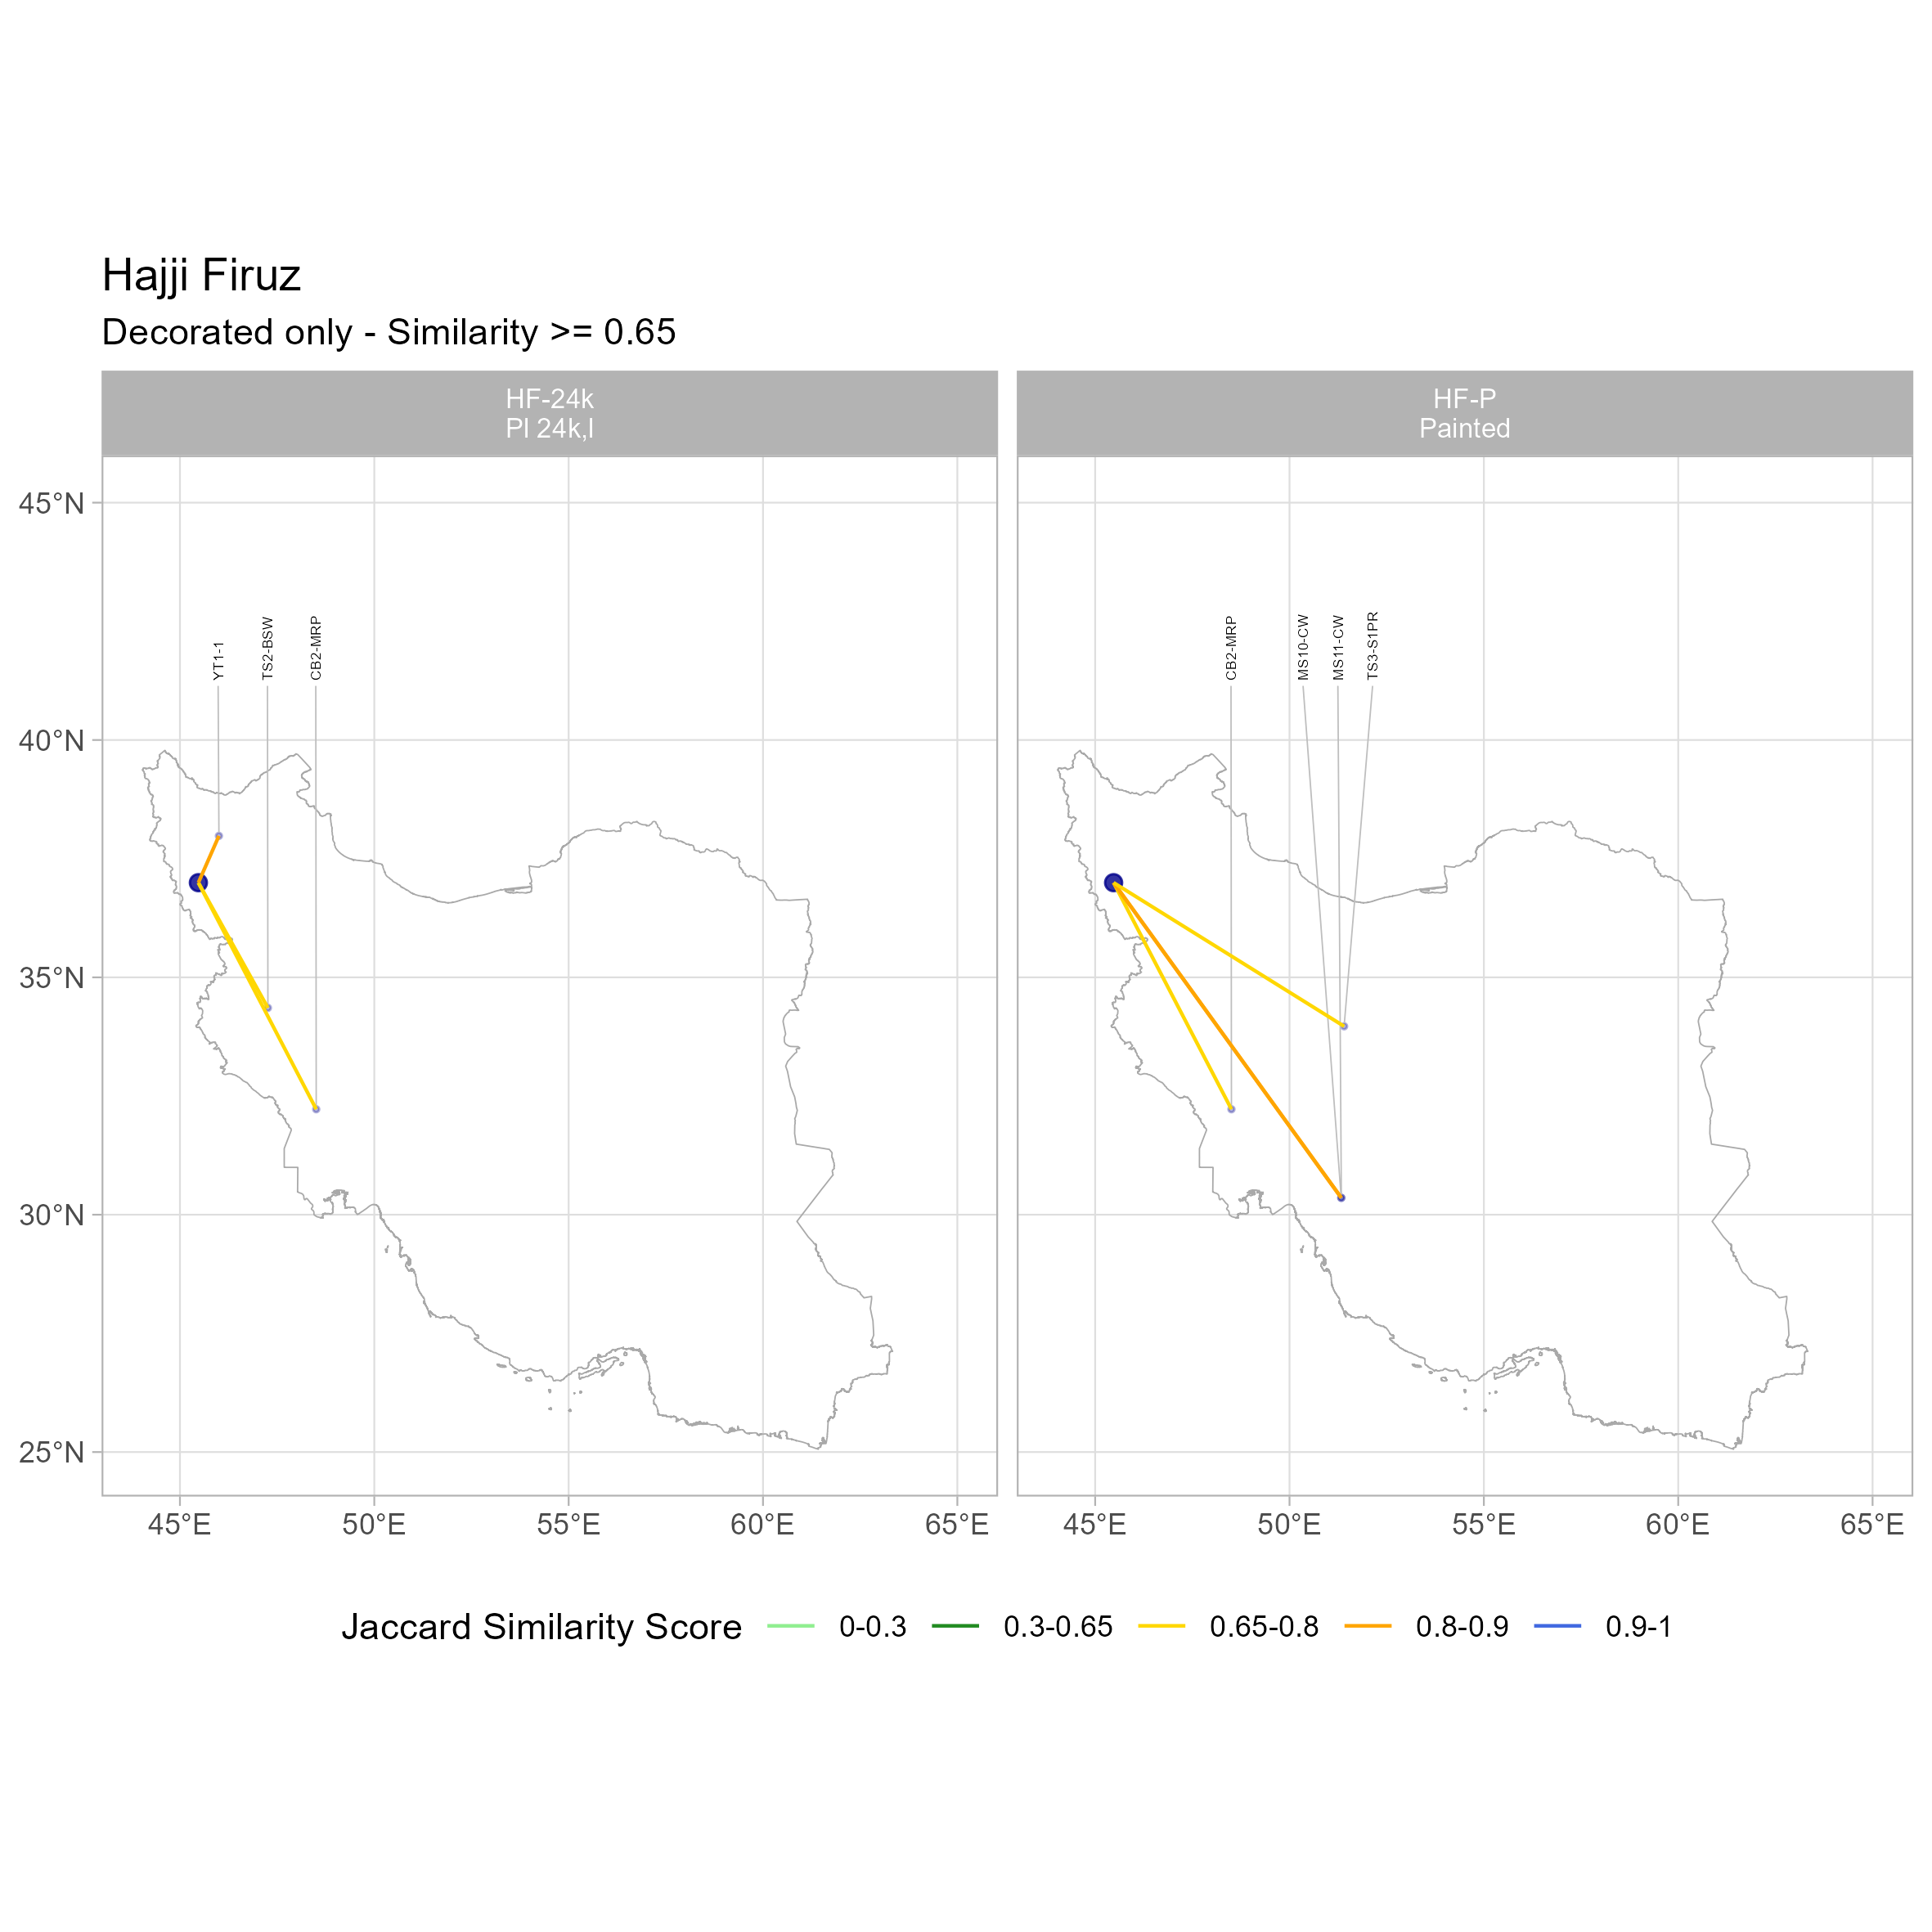 Hajji Firuz
Decorated only - Similarity >= 0.65
HF-24k
Pl 24k,l
HF-P
Painted
45°N
40°N
35°N
30°N
25°N
YT1-1
TS2-BSW
CB2-MRP
CB2-MRP
MS10-CW
MS11-CW
TS3-S1PR
45°E 50°E 55°E 60°E 65°E
45°E 50°E 55°E 60°E 65°E
Jaccard Similarity Score 0-0.3 0.3-0.65 0.65-0.8 0.8-0.9 0.9-1